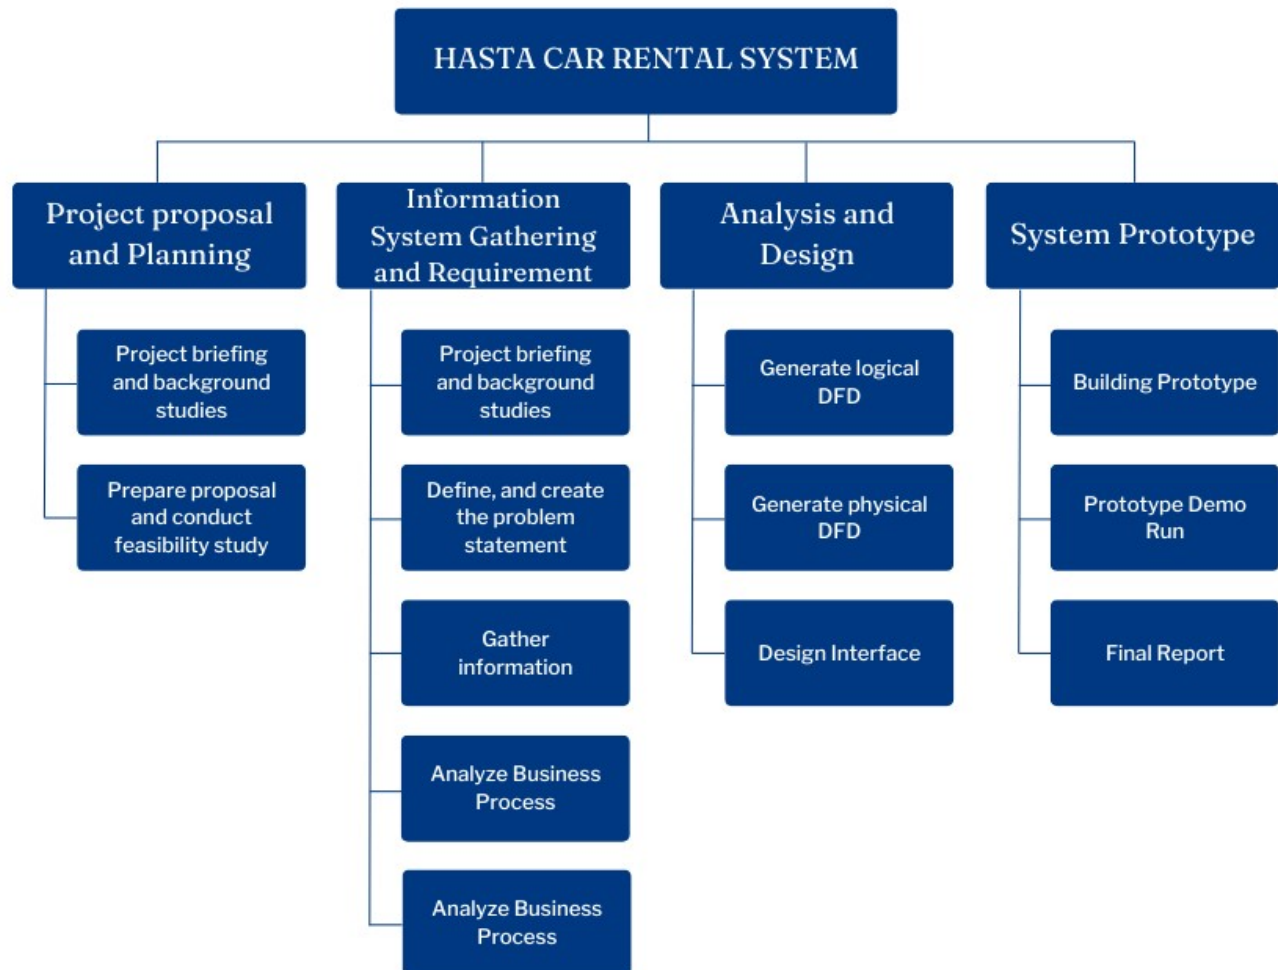 HASTA CAR RENTAL SYSTEM
Project proposal
and Planning
Information
System Gathering
and Requirement
Analysis and
Design
System Prototype
Project briefing
and background
studies
Prepare proposal
and conduct
feasibility study
Project briefing
and background
studies
Define, and create
the problem
statement
Gather
information
Analyze Business
Process
Analyze Business
Process
Generate logical
DFD
Generate physical
DFD
Design Interface
Building Prototype
Prototype Demo
Run
Final Report